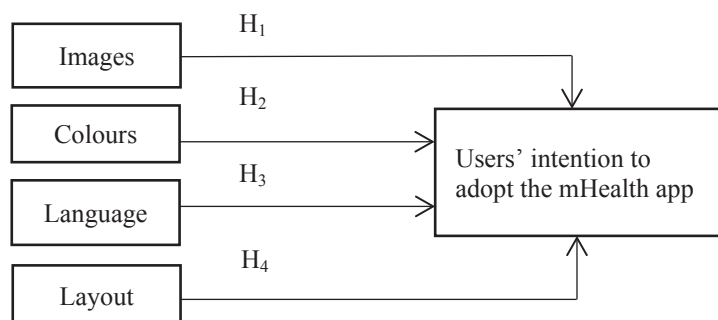 H₁
Images
H₂
Colours
Users’ intention to
adopt the mHealth app
H₃
Language
H₄
Layout